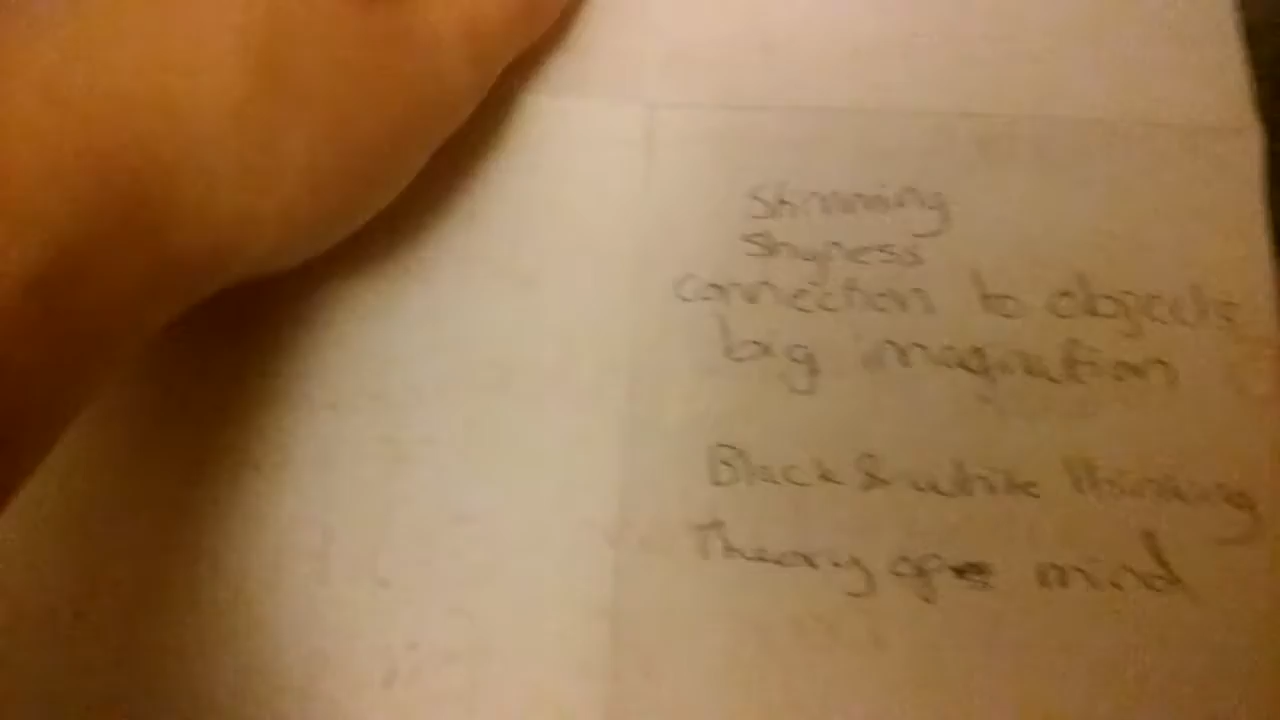 Stimming
Shyness
connection to objects
big imagination
Black & white thinking
Theory of mind